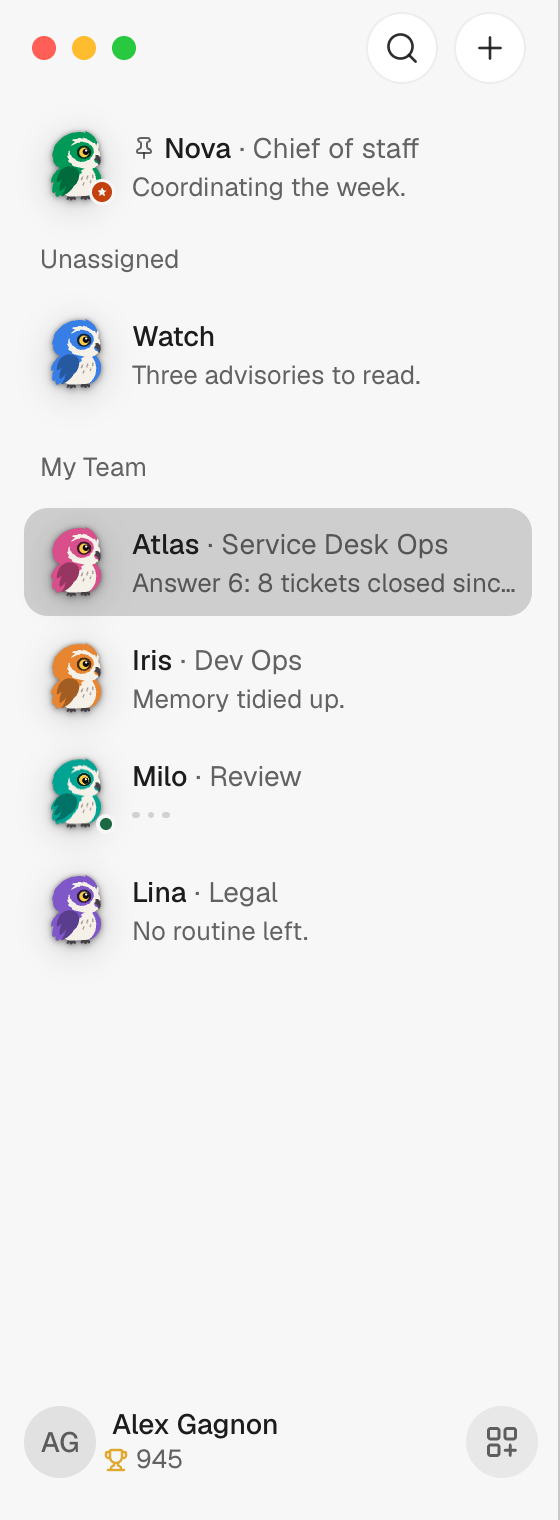 Nova · Chief of staff
Coordinating the week.
Unassigned
Watch
Three advisories to read.
My Team
Atlas · Service Desk Ops
Answer 6: 8 tickets closed sinc...
Iris · Dev Ops
Memory tidied up.
Milo · Review
Lina · Legal
No routine left.
AG
Alex Gagnon
945